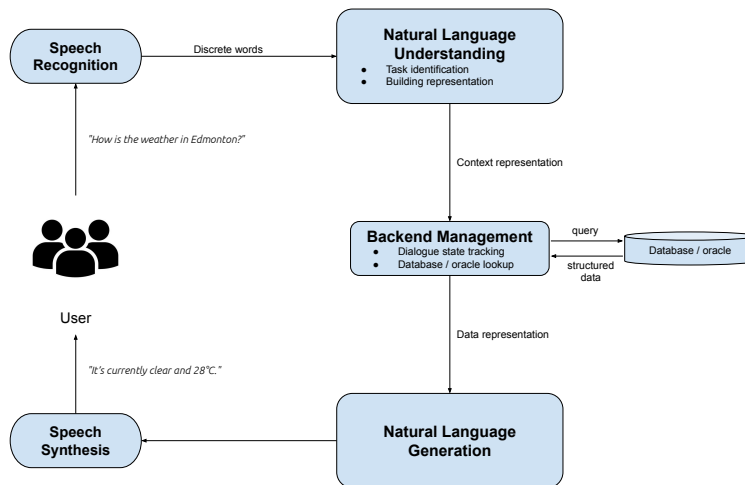 Speech
Recognition
Discrete words
Natural Language
Understanding
● Task identification
● Building representation
"How is the weather in Edmonton?"
Context representation
Backend Management
● Dialogue state tracking
● Database / oracle lookup
query
structured
data
Database / oracle
User
Data representation
"It's currently clear and 28°C."
Speech
Synthesis
Natural Language
Generation